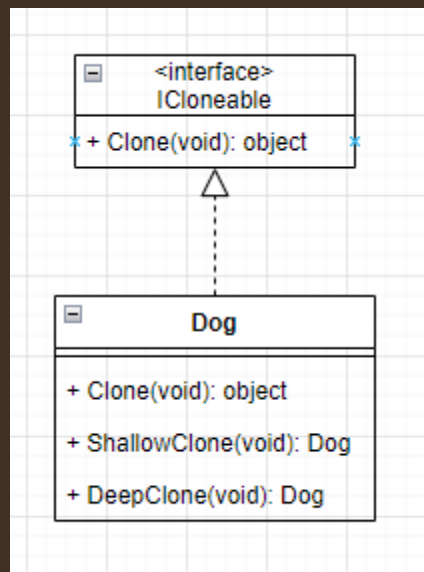 <interface>
ICloneable
+ Clone(void): object
Dog
+ Clone(void): object
+ ShallowClone(void): Dog
+ DeepClone(void): Dog